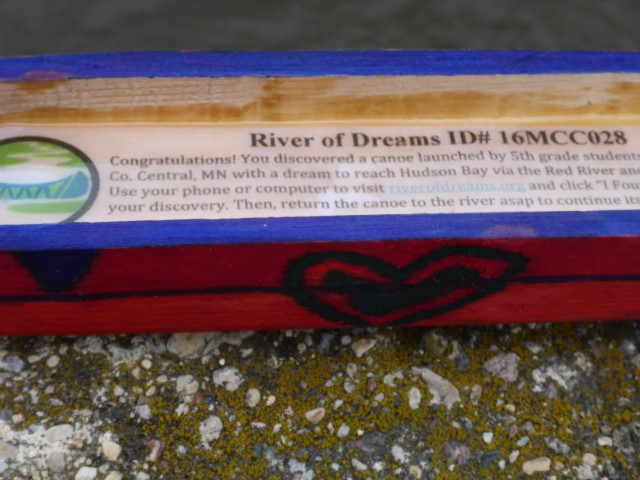 River of Dreams ID# 16MCC028
Congratulations! You discovered a canoe launched by 5th grade students
Co. Central, MN with a dream to reach Hudson Bay via the Red River and
Use your phone or computer to visit riverofdreams.org and click "I Fou
your discovery. Then, return the canoe to the river asap to continue its